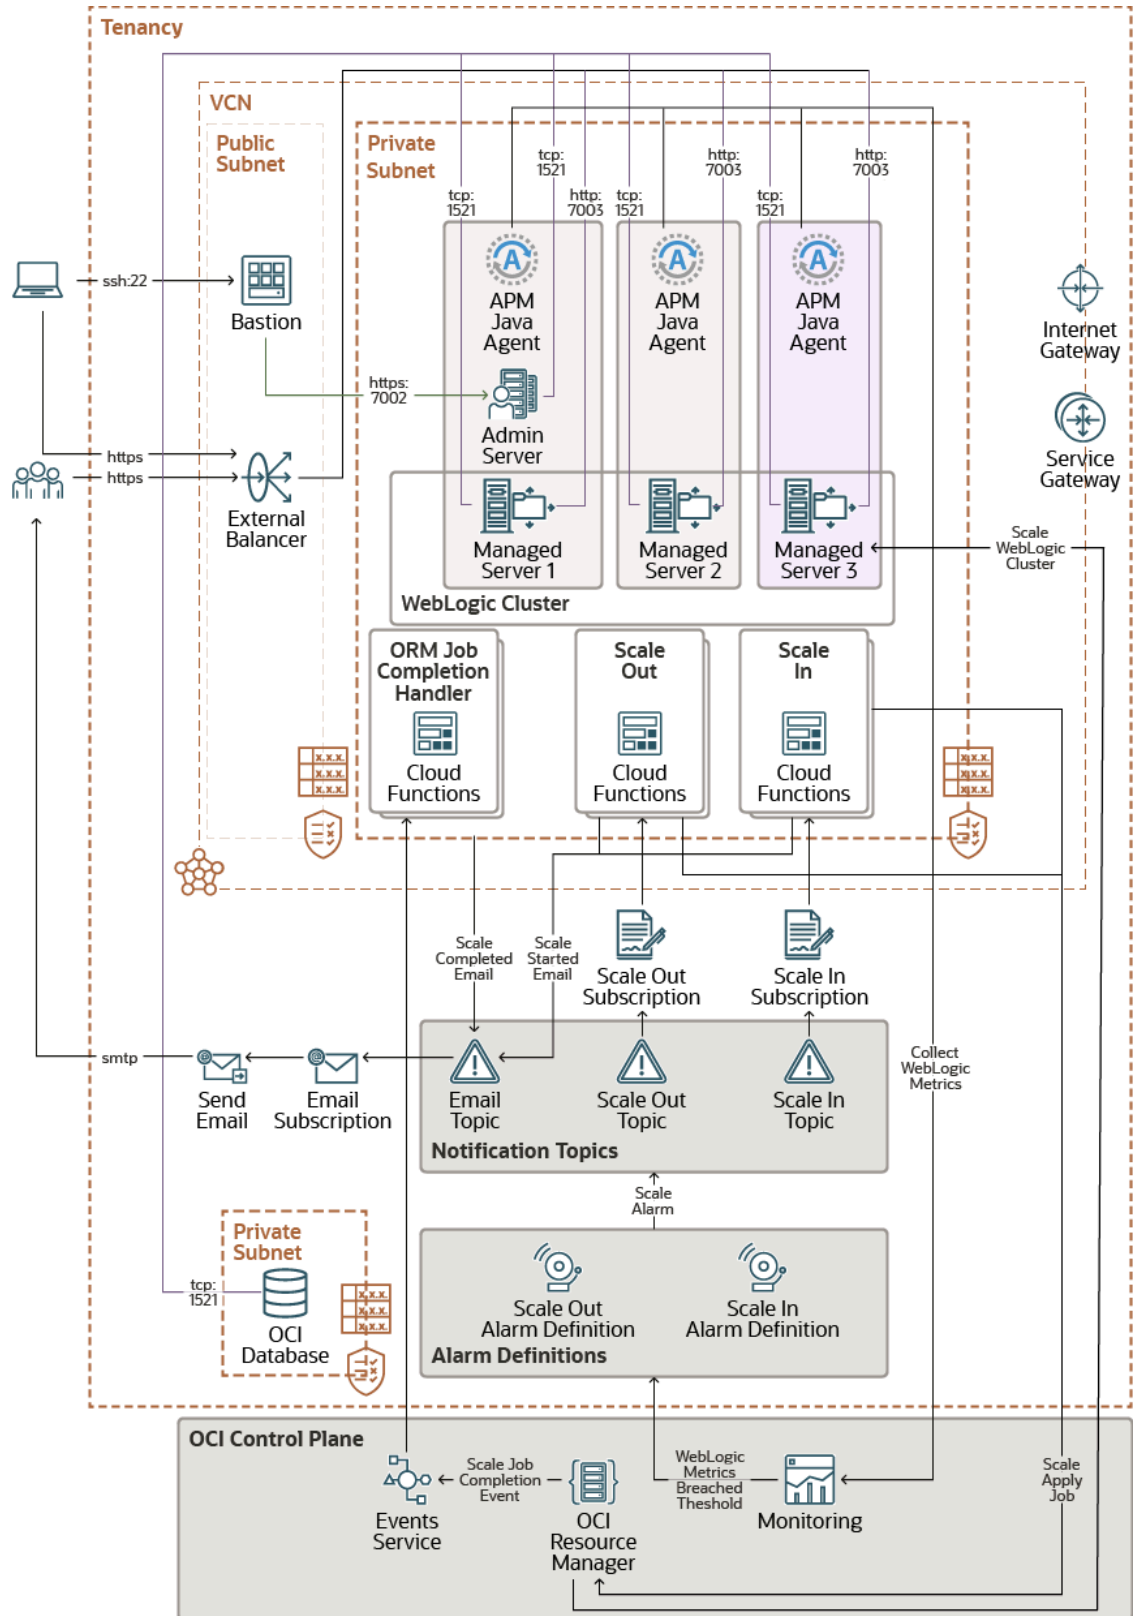 Tenancy
VCN
Public
Subnet
Private
Subnet
tcp:
1521
http:
7003
http:
7003
tcp:
1521
http:
7003
tcp:
1521
tcp:
1521
APM
Java
Agent
APM
Java
Agent
APM
Java
Agent
ssh:22
Bastion
Internet
Gateway
https:
7002
Admin
Server
Service
Gateway
https
https
External
Balancer
Managed
Server 1
Managed
Server 2
Managed
Server 3
Scale
WebLogic
Cluster
WebLogic Cluster
ORM Job
Completion
Handler
Scale
Out
Scale
In
Cloud
Functions
Cloud
Functions
Cloud
Functions
x.x.x.
x.x.x.
x.x.x.
x.x.x.
x.x.x.
x.x.x.
Scale
Completed
Email
Scale
Started
Email
Scale Out
Subscription
Scale In
Subscription
smtp
Send
Email
Email
Subscription
Email
Topic
Scale Out
Topic
Scale In
Topic
Collect
WebLogic
Metrics
Notification Topics
Scale
Alarm
Private
Subnet
tcp:
1521
OCI
Database
x.x.x.
x.x.x.
x.x.x.
Scale Out
Alarm Definition
Scale In
Alarm Definition
Alarm Definitions
OCI Control Plane
Events
Service
Scale Job
Completion
Event
OCI
Resource
Manager
WebLogic
Metrics
Breached
Theshold
Monitoring
Scale
Apply
Job